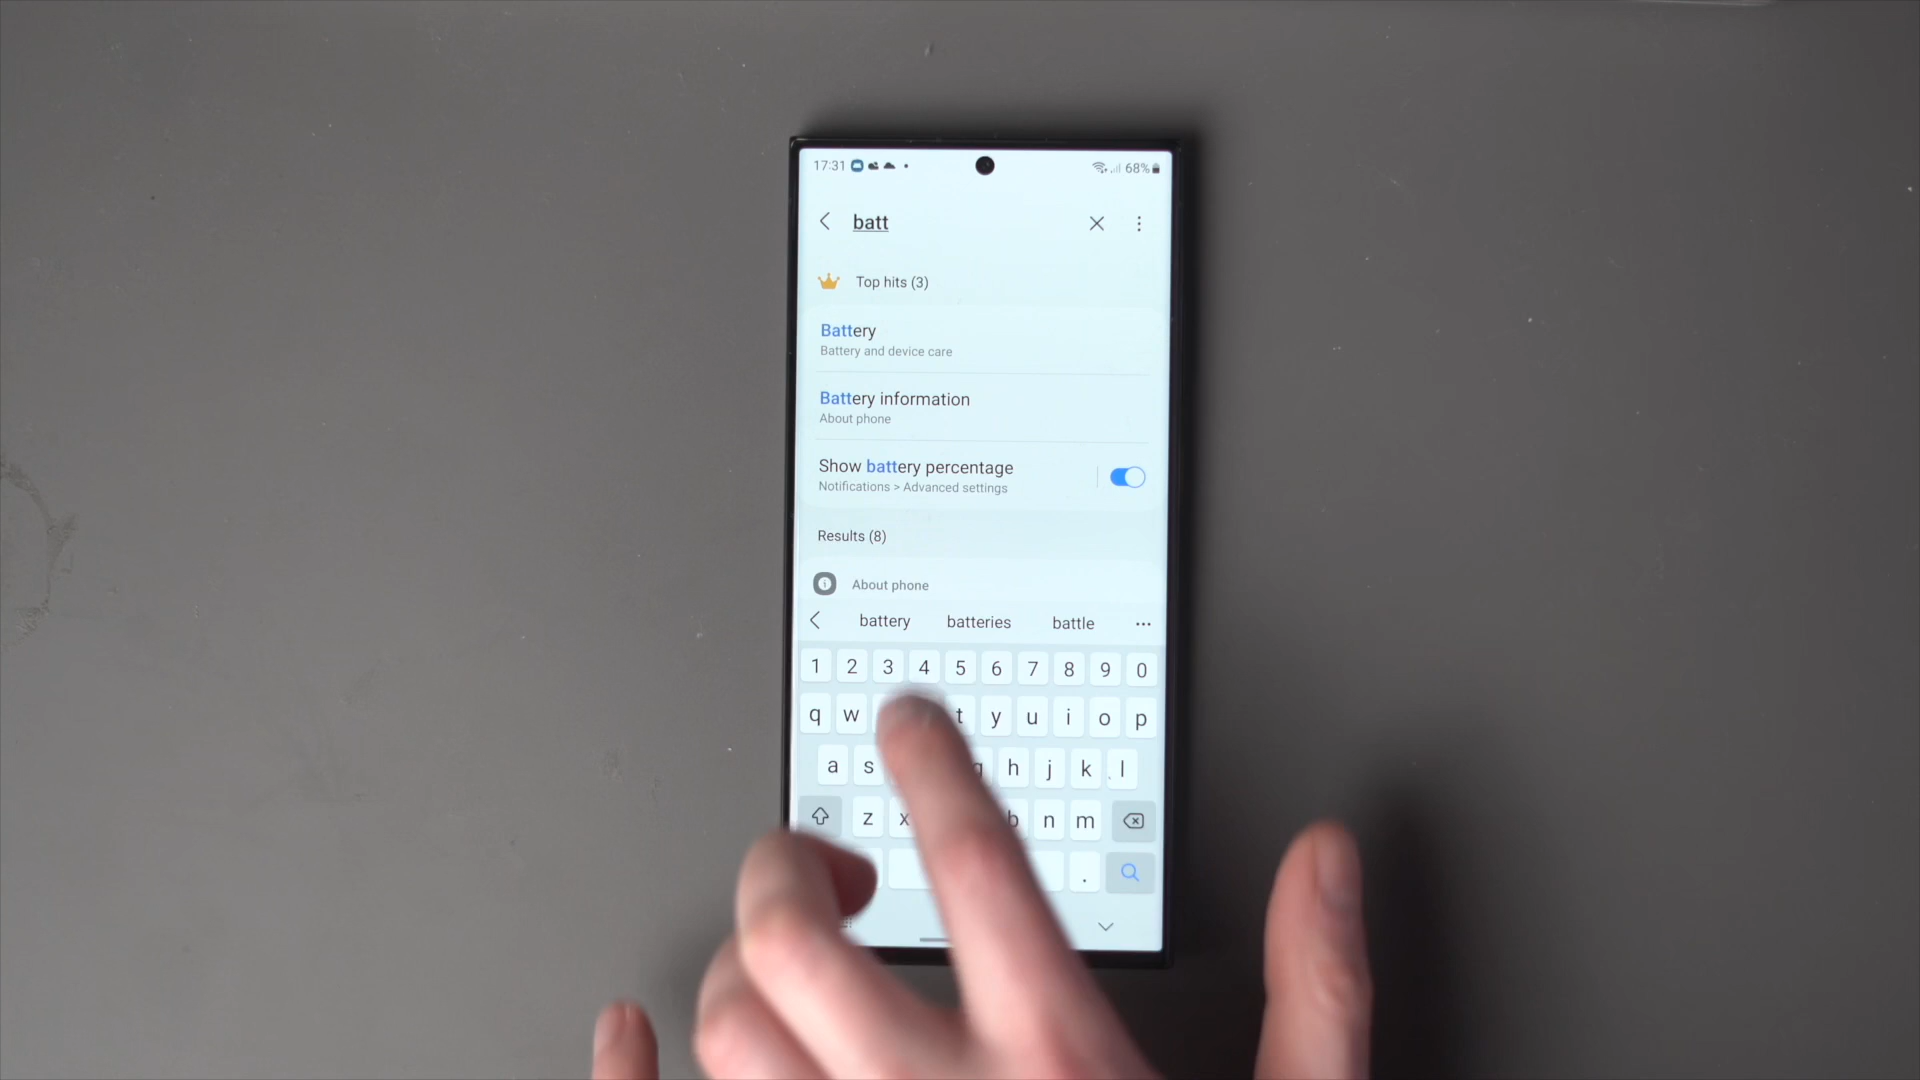 17:31 68%
batt
Top hits (3)
Battery
Battery and device care
Battery information
About phone
Show battery percentage
Notifications > Advanced settings
Results (8)
About phone
battery batteries battle
1 2 3 4 5 6 7 8 9 0
q w t y u i o p
a s g h j k l
z x b n m
.